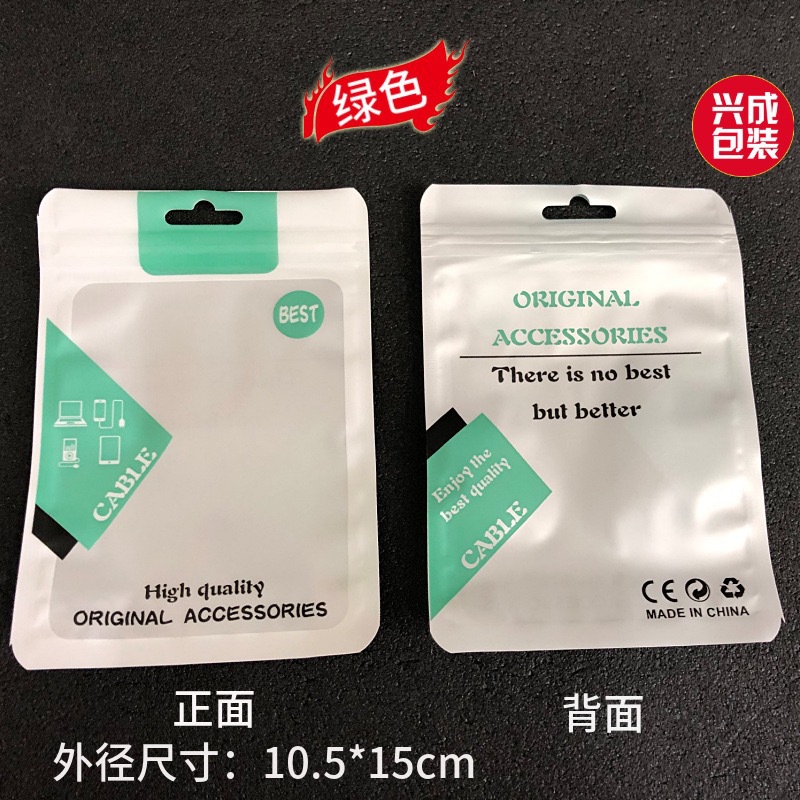 绿色
兴成
包装
BEST
CABLE
High quality
ORIGINAL ACCESSORIES
ORIGINAL
ACCESSORIES
There is no best
but better
Enjoy the
best quality
CABLE
CE
MADE IN CHINA
正面
背面
外径尺寸：10.5*15cm